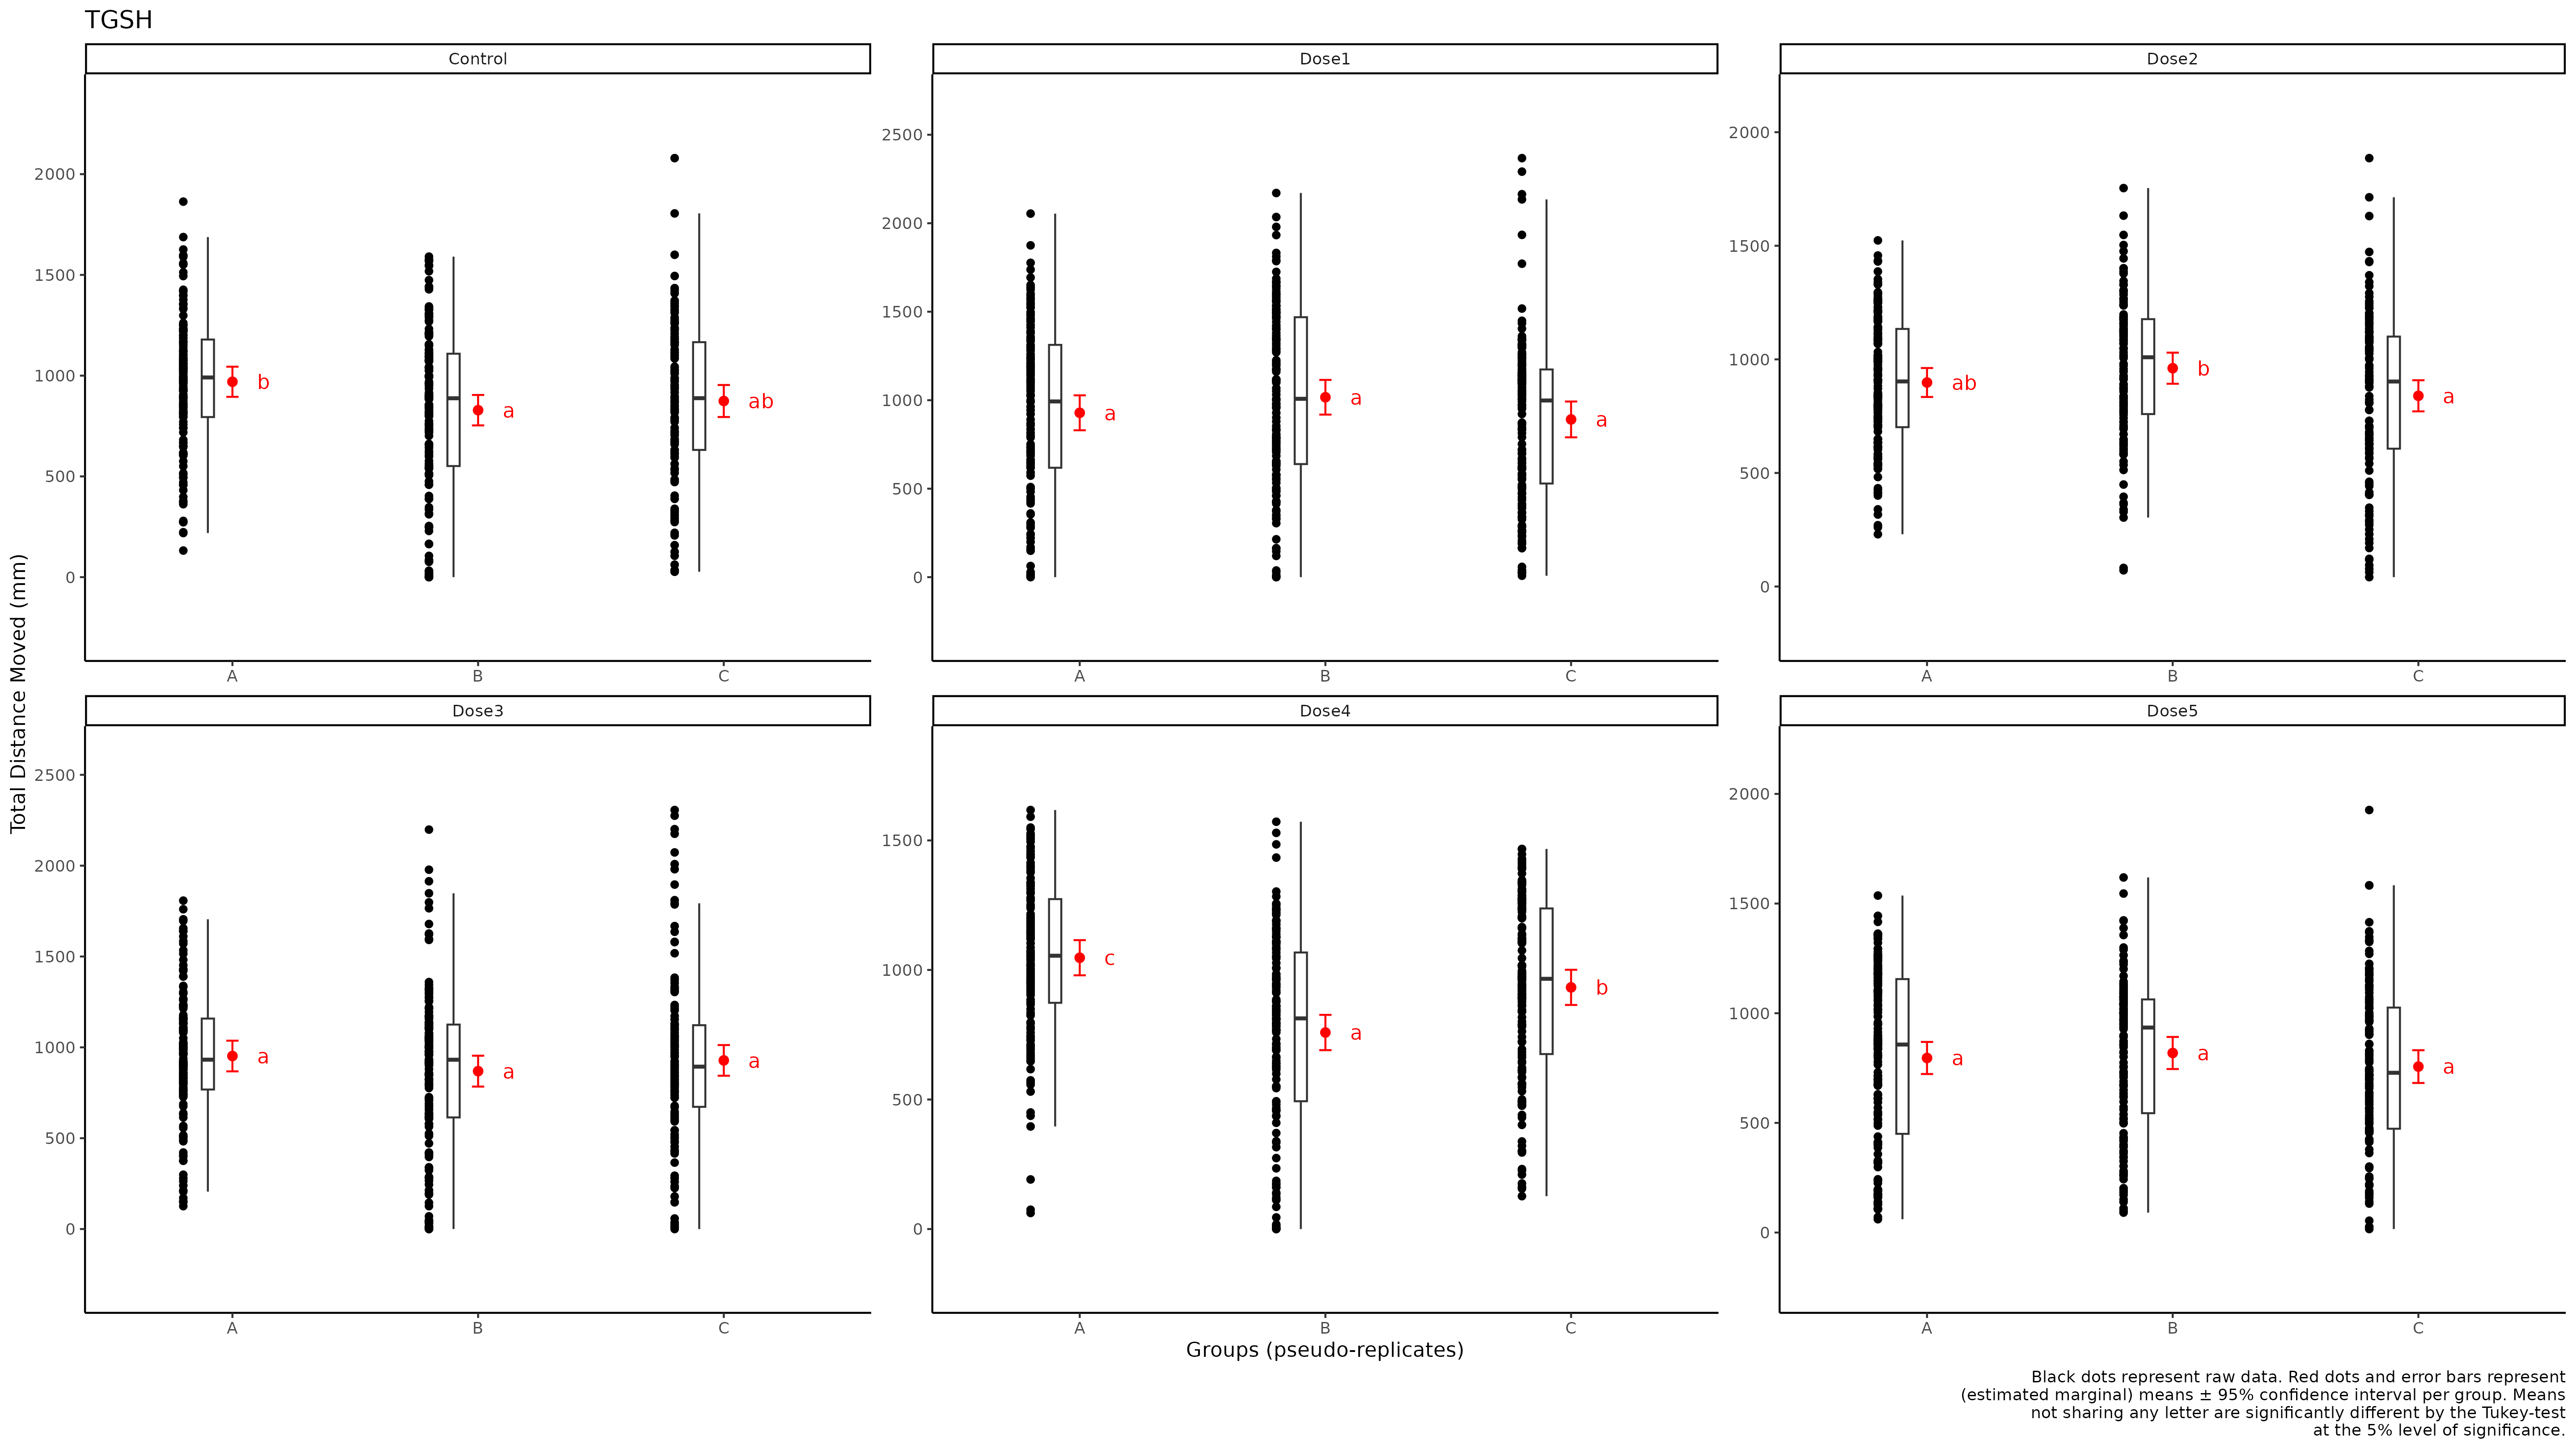 TGSH
Control
Dose1
Dose2
Total Distance Moved (mm)
2000
1500
1000
500
0
b
a
ab
A
B
C
2500
2000
1500
1000
500
0
a
a
a
A
B
C
2000
1500
1000
500
0
ab
b
a
A
B
C
Dose3
Dose4
Dose5
2500
2000
1500
1000
500
0
a
a
a
A
B
C
1500
1000
500
0
c
a
b
A
B
C
2000
1500
1000
500
0
a
a
a
A
B
C
Groups (pseudo-replicates)
Black dots represent raw data. Red dots and error bars represent
(estimated marginal) means ± 95% confidence interval per group. Means
not sharing any letter are significantly different by the Tukey-test
at the 5% level of significance.